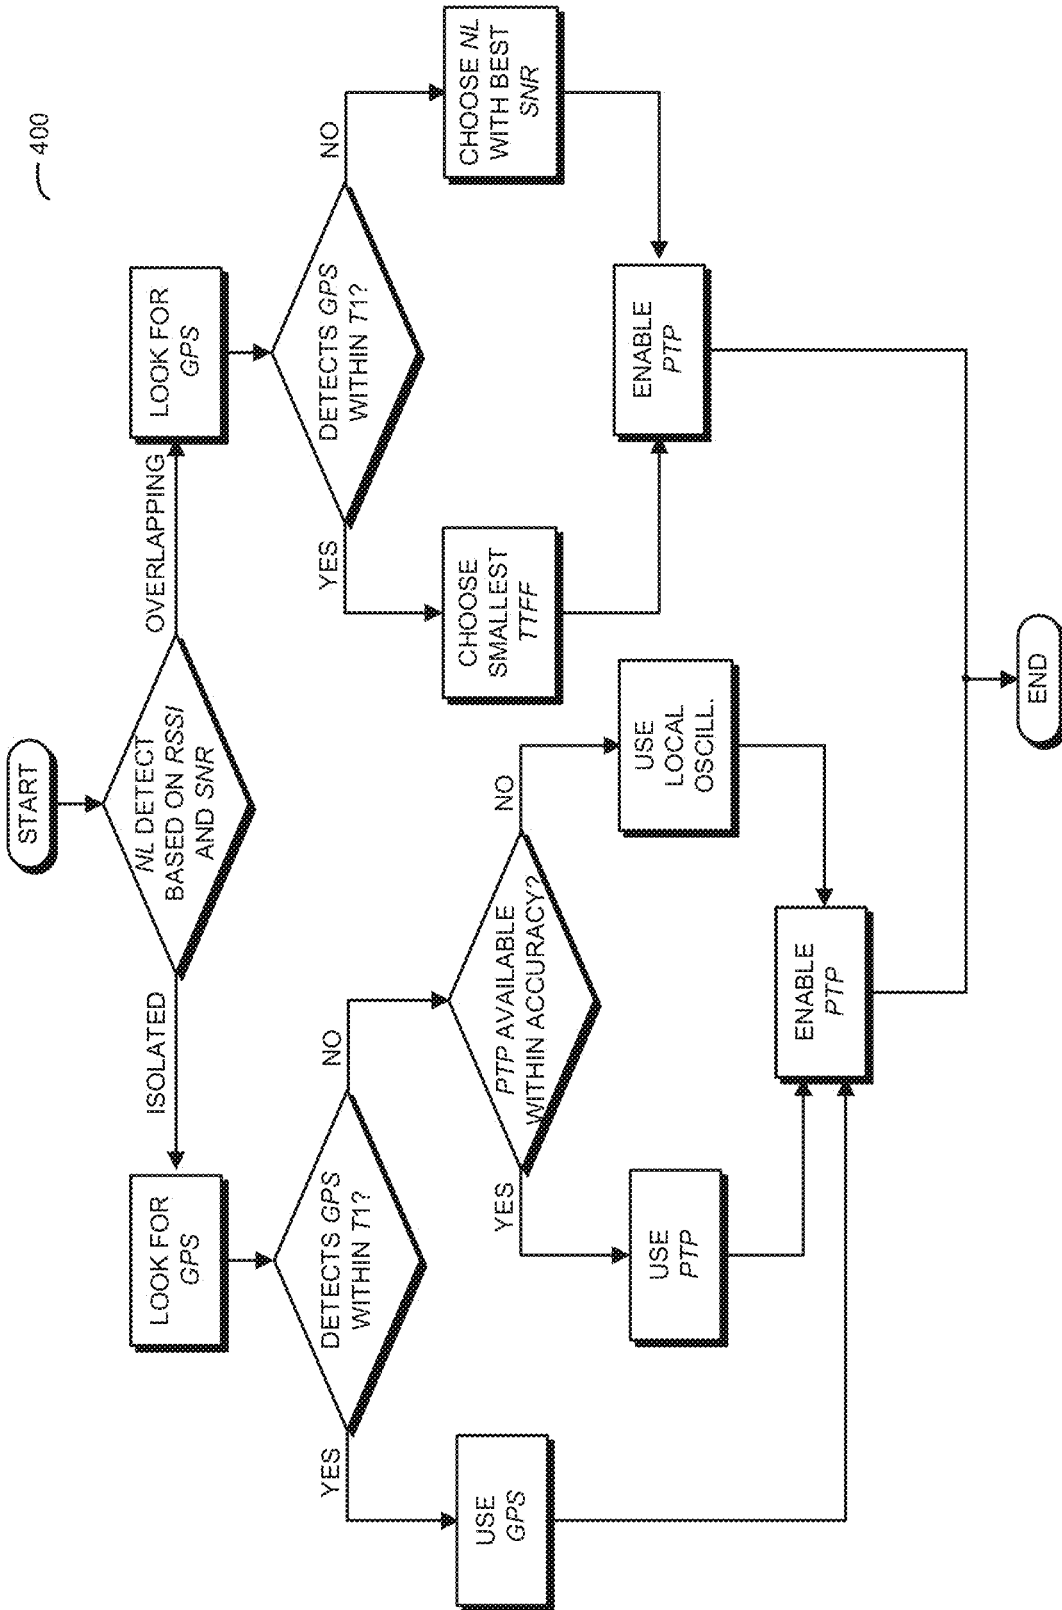 400
START
NL DETECT
BASED ON RSSI
AND SNR
ISOLATED
OVERLAPPING
LOOK FOR
GPS
LOOK FOR
GPS
DETECTS GPS
WITHIN T1?
DETECTS GPS
WITHIN T1?
YES
NO
YES
NO
USE
GPS
PTP AVAILABLE
WITHIN ACCURACY?
CHOOSE
SMALLEST
TTFF
CHOOSE NL
WITH BEST
SNR
YES
NO
USE
PTP
USE
LOCAL
OSCILL.
ENABLE
PTP
ENABLE
PTP
END